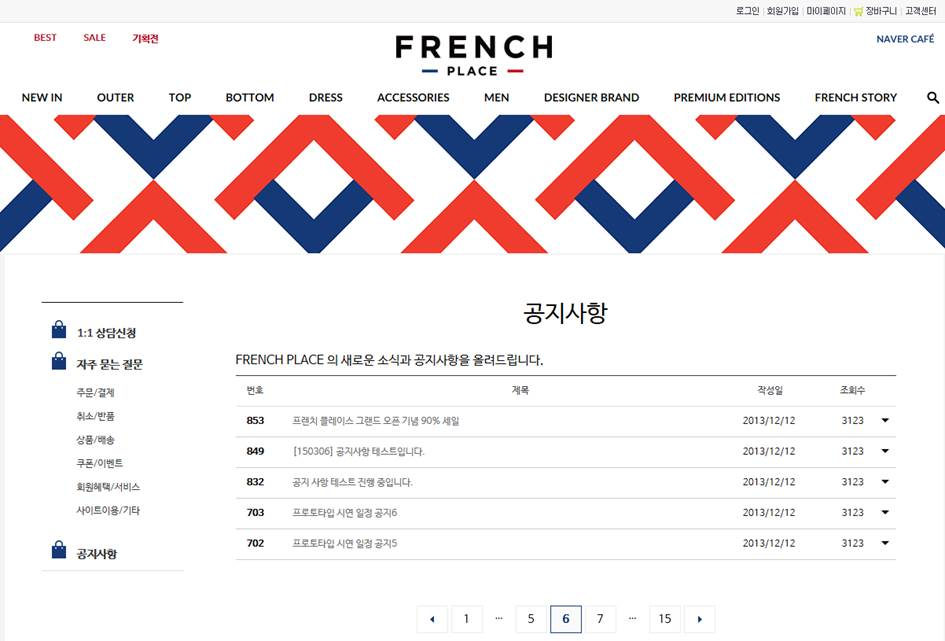 로그인 회원가입 마이페이지 장바구니 고객센터
BEST SALE 기획전
NAVER CAFÉ
FRENCH
PLACE
NEW IN OUTER TOP BOTTOM DRESS ACCESSORIES MEN DESIGNER BRAND PREMIUM EDITIONS FRENCH STORY
1:1 상담신청
자주 묻는 질문
주문/결제
취소/반품
상품/배송
쿠폰/이벤트
회원혜택/서비스
사이트이용/기타
공지사항
공지사항
FRENCH PLACE 의 새로운 소식과 공지사항을 올려드립니다.
번호 제목 작성일 조회수
853 프렌치 플레이스 그랜드 오픈 기념 90% 세일 2013/12/12 3123
849 [150306] 공지사항 테스트입니다. 2013/12/12 3123
832 공지 사항 테스트 진행 중입니다. 2013/12/12 3123
703 프로토타입 시연 일정 공지6 2013/12/12 3123
702 프로토타입 시연 일정 공지5 2013/12/12 3123
1 ... 5 6 7 ... 15